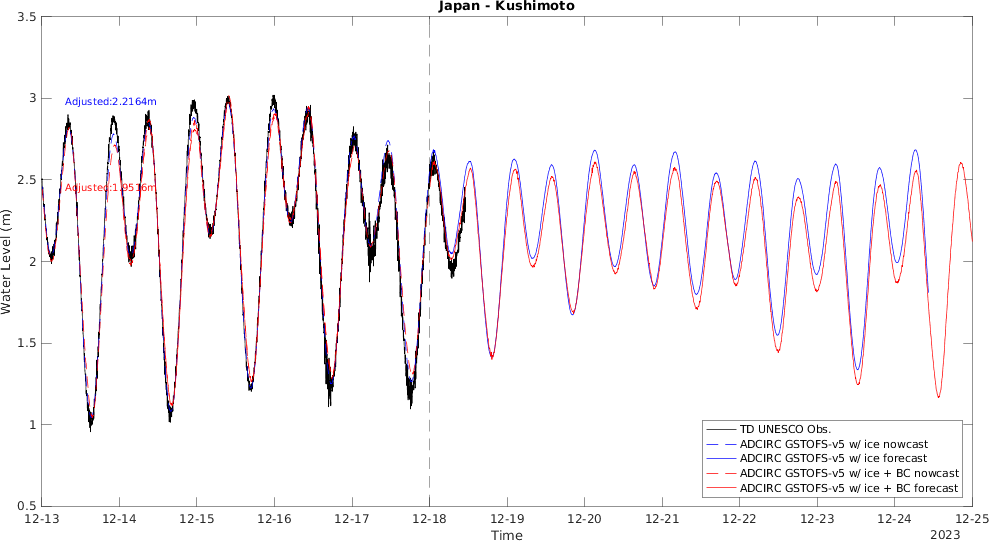 Japan - Kushimoto
3.5
3
2.5
2
1.5
1
0.5
Water Level (m)
Adjusted:2.2164m
Adjusted:1.9516m
TD UNESCO Obs.
ADCIRC GSTOFS-v5 w/ ice nowcast
ADCIRC GSTOFS-v5 w/ ice forecast
ADCIRC GSTOFS-v5 w/ ice + BC nowcast
ADCIRC GSTOFS-v5 w/ ice + BC forecast
12-13 12-14 12-15 12-16 12-17 12-18 12-19 12-20 12-21 12-22 12-23 12-24 12-25
Time
2023